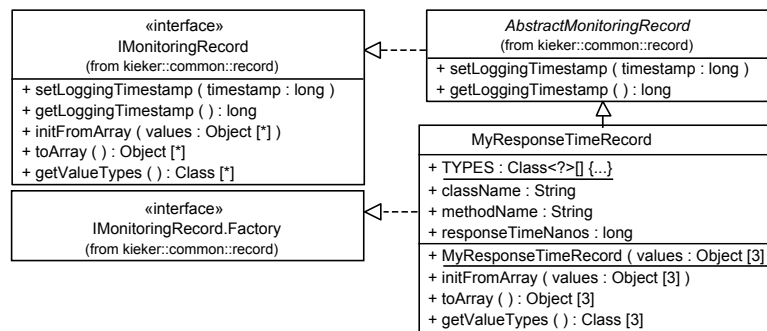 «interface»
IMonitoringRecord
(from kieker::common::record)
+ setLoggingTimestamp ( timestamp : long )
+ getLoggingTimestamp ( ) : long
+ initFromArray ( values : Object [*] )
+ toArray ( ) : Object [*]
+ getValueTypes ( ) : Class [*]
«interface»
IMonitoringRecord.Factory
(from kieker::common::record)
AbstractMonitoringRecord
(from kieker::common::record)
+ setLoggingTimestamp ( timestamp : long )
+ getLoggingTimestamp ( ) : long
MyResponseTimeRecord
+ TYPES : Class<?>[] {...}
+ className : String
+ methodName : String
+ responseTimeNanos : long
+ MyResponseTimeRecord ( values : Object [3]
+ initFromArray ( values : Object [3] )
+ toArray ( ) : Object [3]
+ getValueTypes ( ) : Class [3]